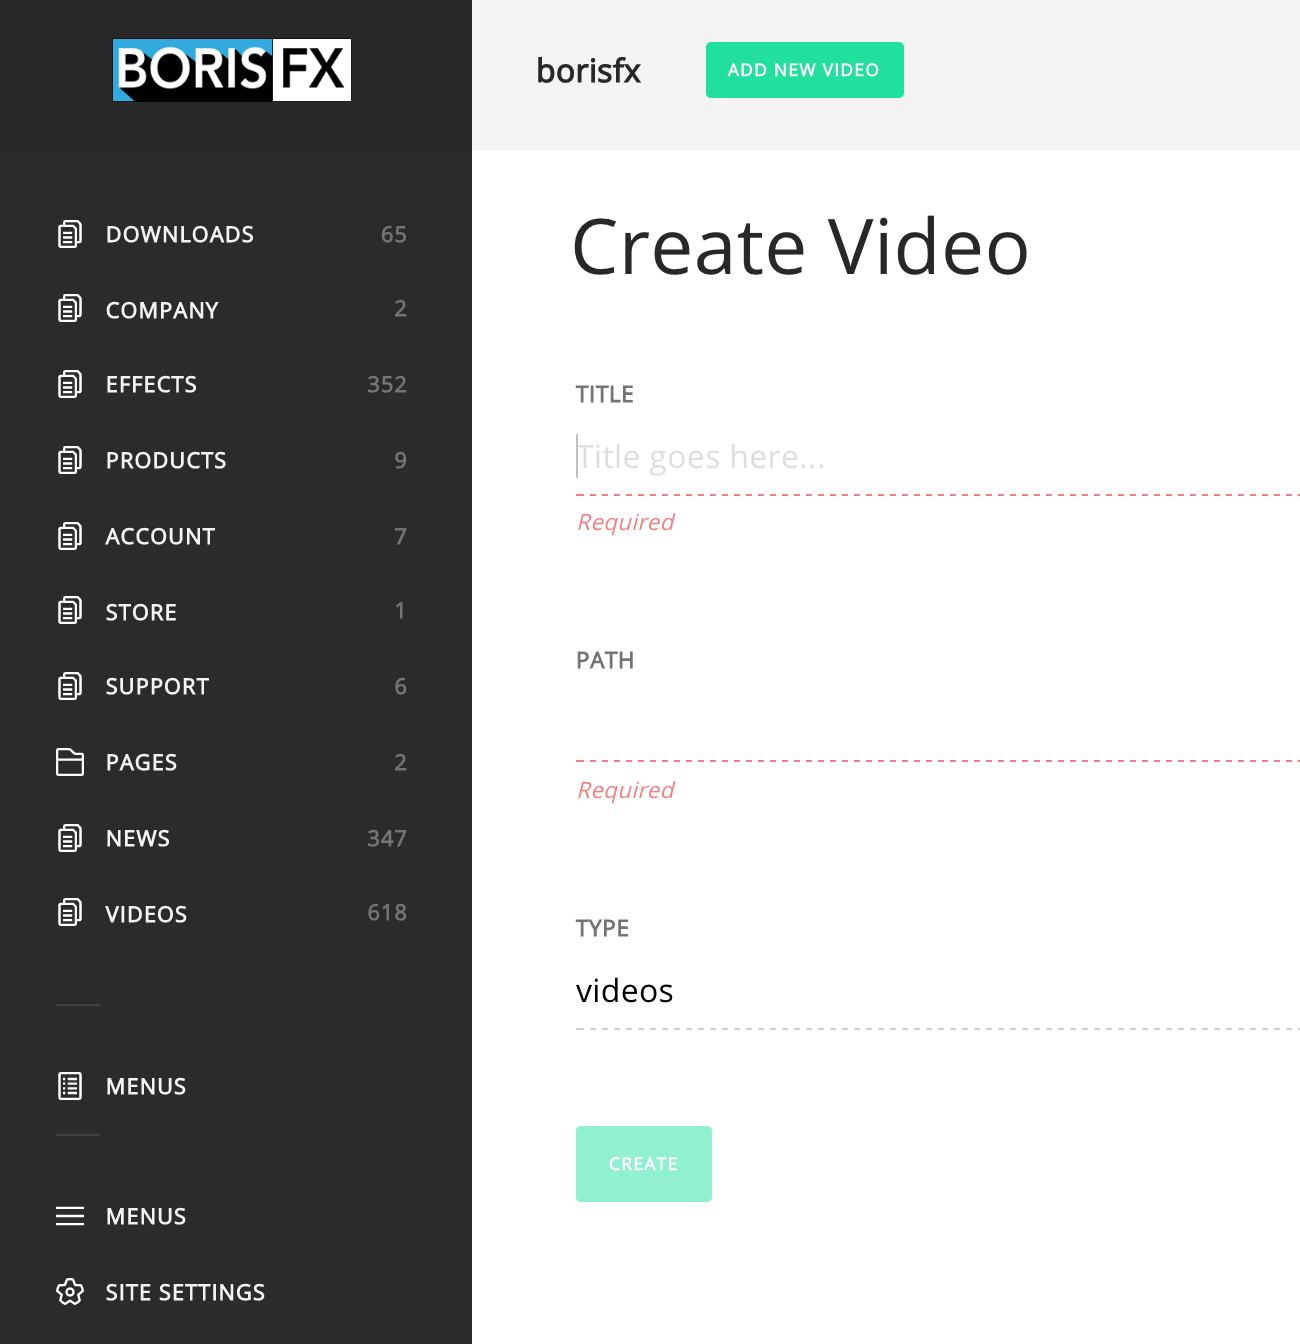 BORIS FX
borisfx
ADD NEW VIDEO
DOWNLOADS 65
COMPANY 2
EFFECTS 352
PRODUCTS 9
ACCOUNT 7
STORE 1
SUPPORT 6
PAGES 2
NEWS 347
VIDEOS 618
MENUS
MENUS
SITE SETTINGS
Create Video
TITLE
Title goes here...
Required
PATH
Required
TYPE
videos
CREATE